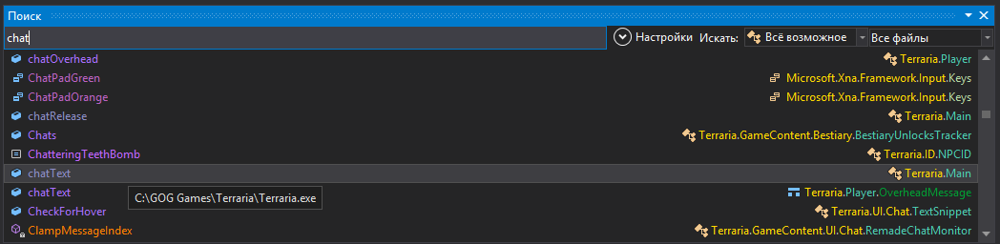 Поиск
chat Настройки Искать: Всё возможное Все файлы
chatOverhead Terraria.Player
ChatPadGreen Microsoft.Xna.Framework.Input.Keys
ChatPadOrange Microsoft.Xna.Framework.Input.Keys
chatRelease Terraria.Main
Chats Terraria.GameContent.Bestiary.BestiaryUnlocksTracker
ChatteringTeethBomb Terraria.ID.NPCID
chatText Terraria.Main
chatText Terraria.Player.OverheadMessage
C:\GOG Games\Terraria\Terraria.exe
CheckForHover Terraria.UI.Chat.TextSnippet
ClampMessageIndex Terraria.GameContent.UI.Chat.RemadeChatMonitor